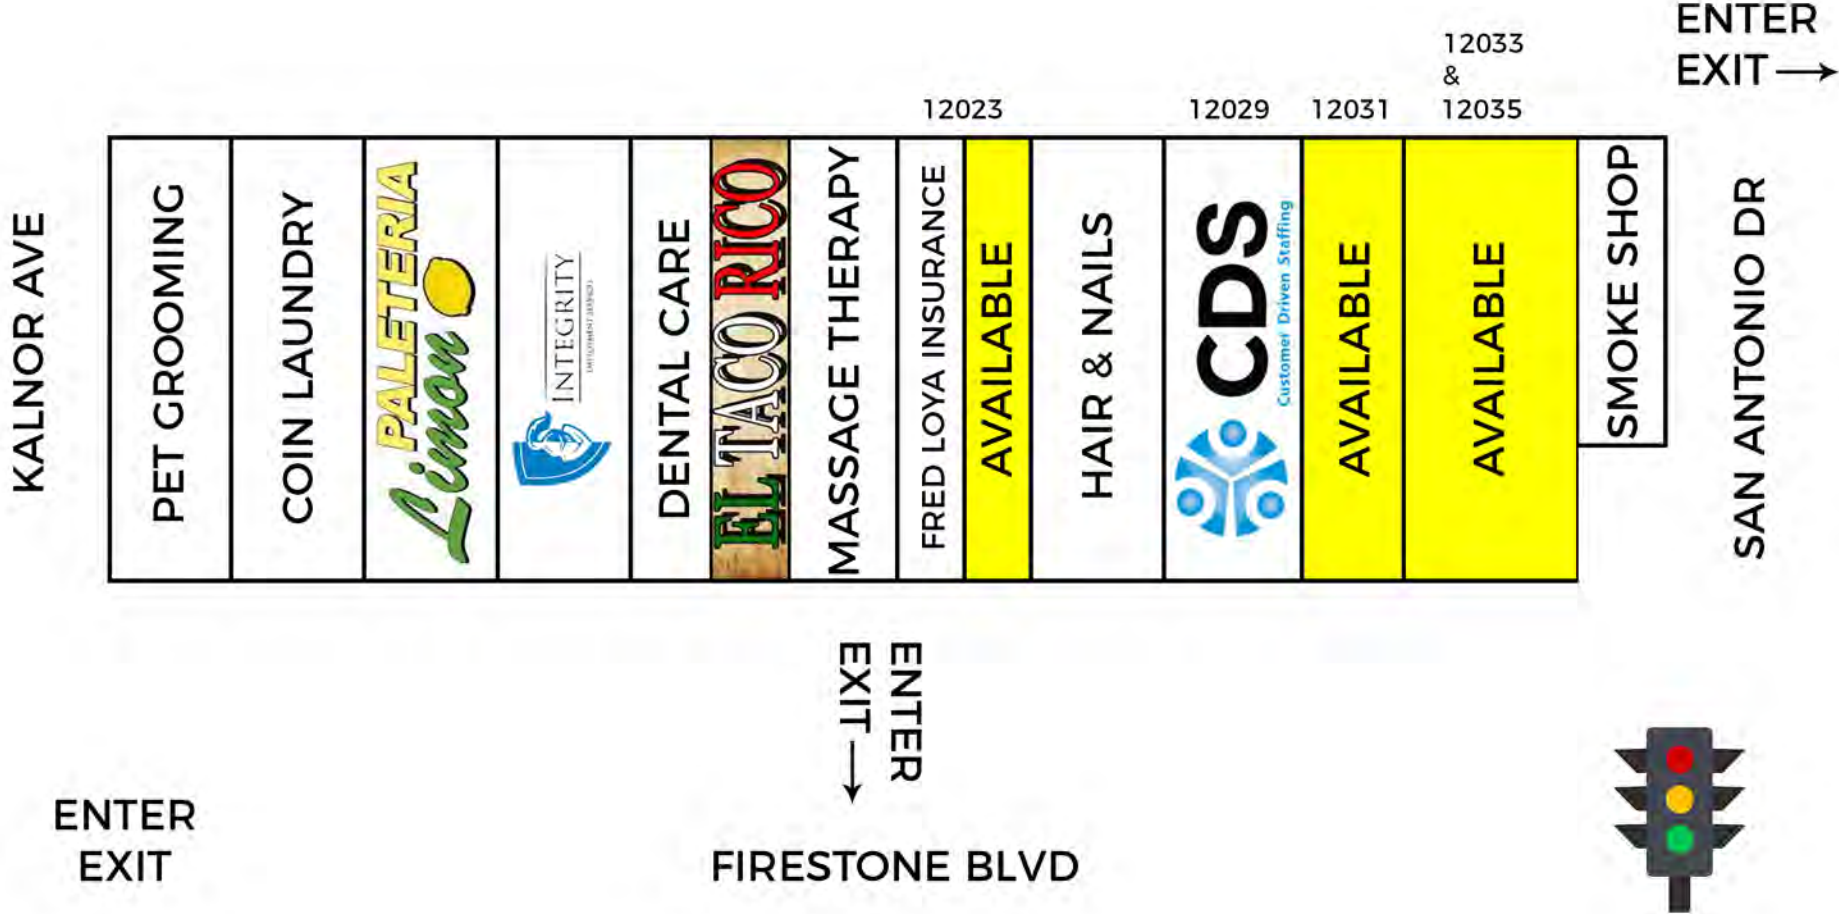 ENTER
EXIT
12033
&
12035
12023
12029
12031
KALNOR AVE
PET GROOMING
COIN LAUNDRY
PALETERIA
Limon
INTEGRITY
DENTAL CARE
EL TACO RICO
MASSAGE THERAPY
FRED LOYA INSURANCE
AVAILABLE
HAIR & NAILS
CDS
Customer Driven Staffing
AVAILABLE
AVAILABLE
SMOKE SHOP
SAN ANTONIO DR
ENTER
EXIT
ENTER
EXIT
FIRESTONE BLVD